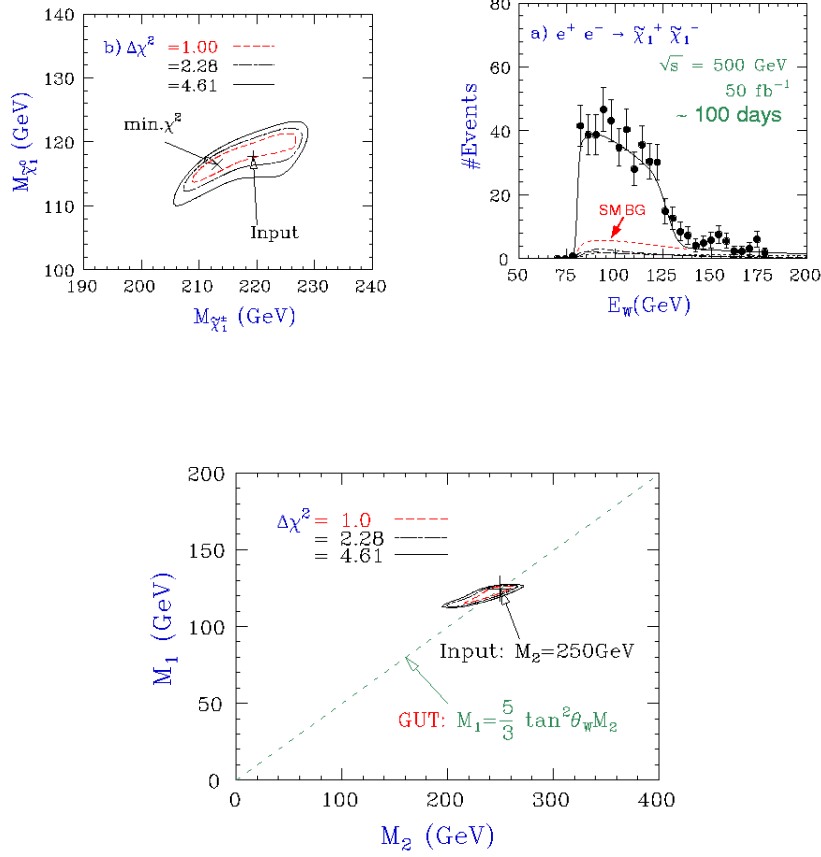 b) Δχ² =1.00
=2.28
=4.61
min.χ²
Input
140
130
120
110
100
190 200 210 220 230 240
M_χ̃₁⁰ (GeV)
M_χ̃₁± (GeV)
a) e⁺ e⁻ → χ̃₁⁺ χ̃₁⁻
√s = 500 GeV
50 fb⁻¹
~ 100 days
SM BG
80
60
40
20
0
50 75 100 125 150 175 200
#Events
E_W(GeV)
Δχ² = 1.0
= 2.28
= 4.61
Input: M₂=250GeV
GUT: M₁=5/3 tan²θ_W M₂
200
150
100
50
0
0 100 200 300 400
M₁ (GeV)
M₂ (GeV)